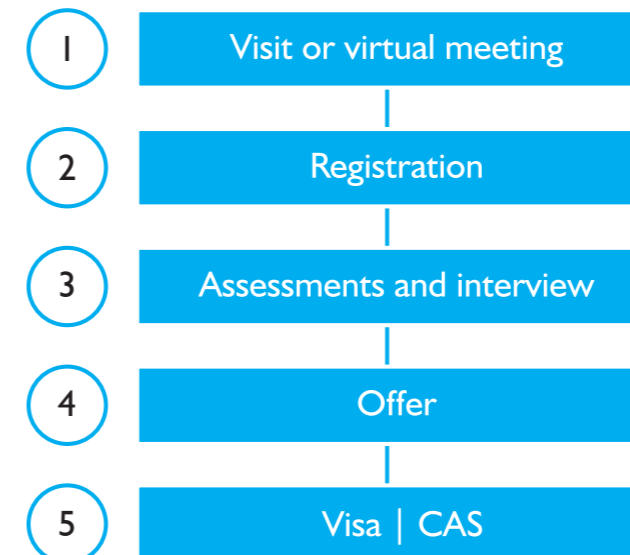 1 Visit or virtual meeting
2 Registration
3 Assessments and interview
4 Offer
5 Visa | CAS